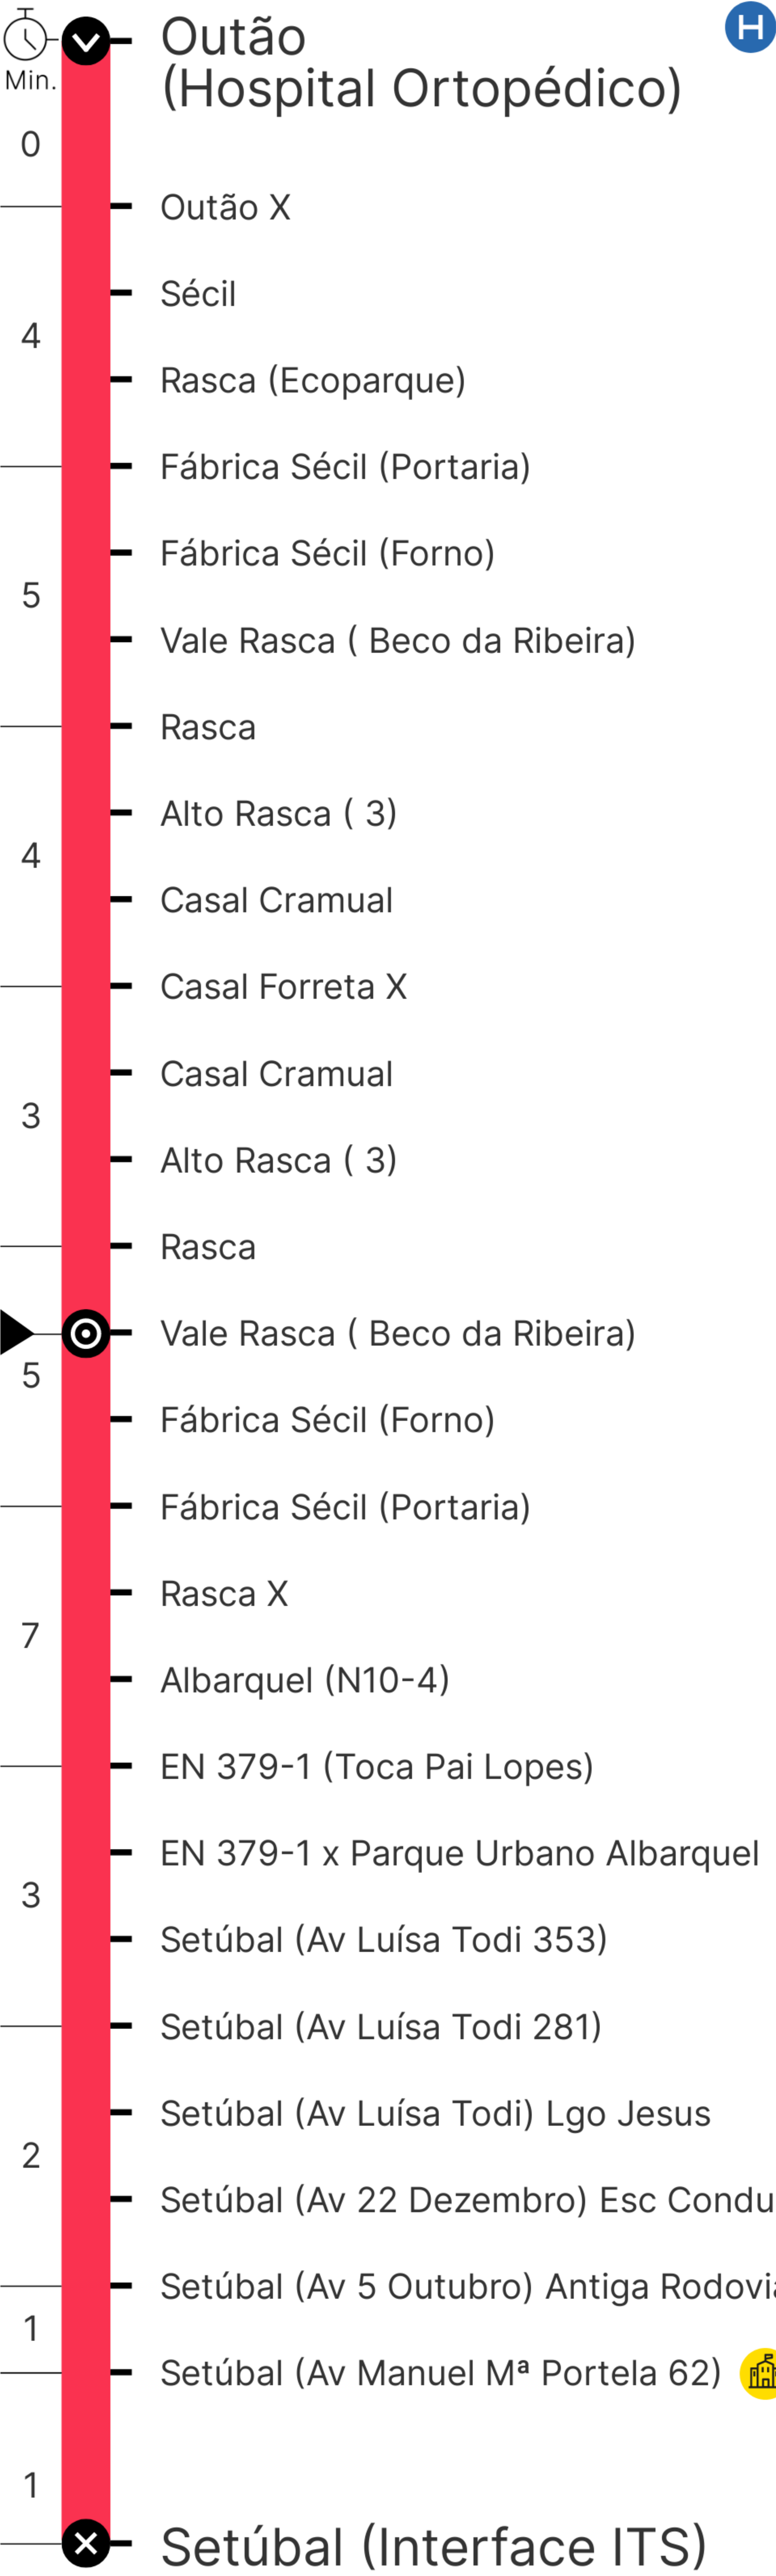 Min.
Outão
(Hospital Ortopédico)
H
0
Outão X
Sécil
4
Rasca (Ecoparque)
Fábrica Sécil (Portaria)
Fábrica Sécil (Forno)
5
Vale Rasca ( Beco da Ribeira)
Rasca
Alto Rasca ( 3)
4
Casal Cramual
Casal Forreta X
Casal Cramual
3
Alto Rasca ( 3)
Rasca
Vale Rasca ( Beco da Ribeira)
5
Fábrica Sécil (Forno)
Fábrica Sécil (Portaria)
Rasca X
7
Albarquel (N10-4)
EN 379-1 (Toca Pai Lopes)
EN 379-1 x Parque Urbano Albarquel
3
Setúbal (Av Luísa Todi 353)
Setúbal (Av Luísa Todi 281)
Setúbal (Av Luísa Todi) Lgo Jesus
2
Setúbal (Av 22 Dezembro) Esc Condu
Setúbal (Av 5 Outubro) Antiga Rodovi
1
Setúbal (Av Manuel Mª Portela 62)
1
Setúbal (Interface ITS)